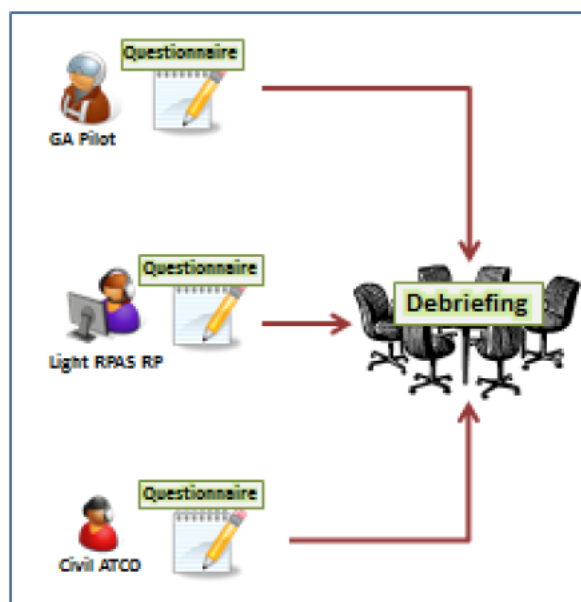 Questionnaire
GA Pilot
Questionnaire
Debriefing
Light RPAS RP
Questionnaire
Civil ATCO